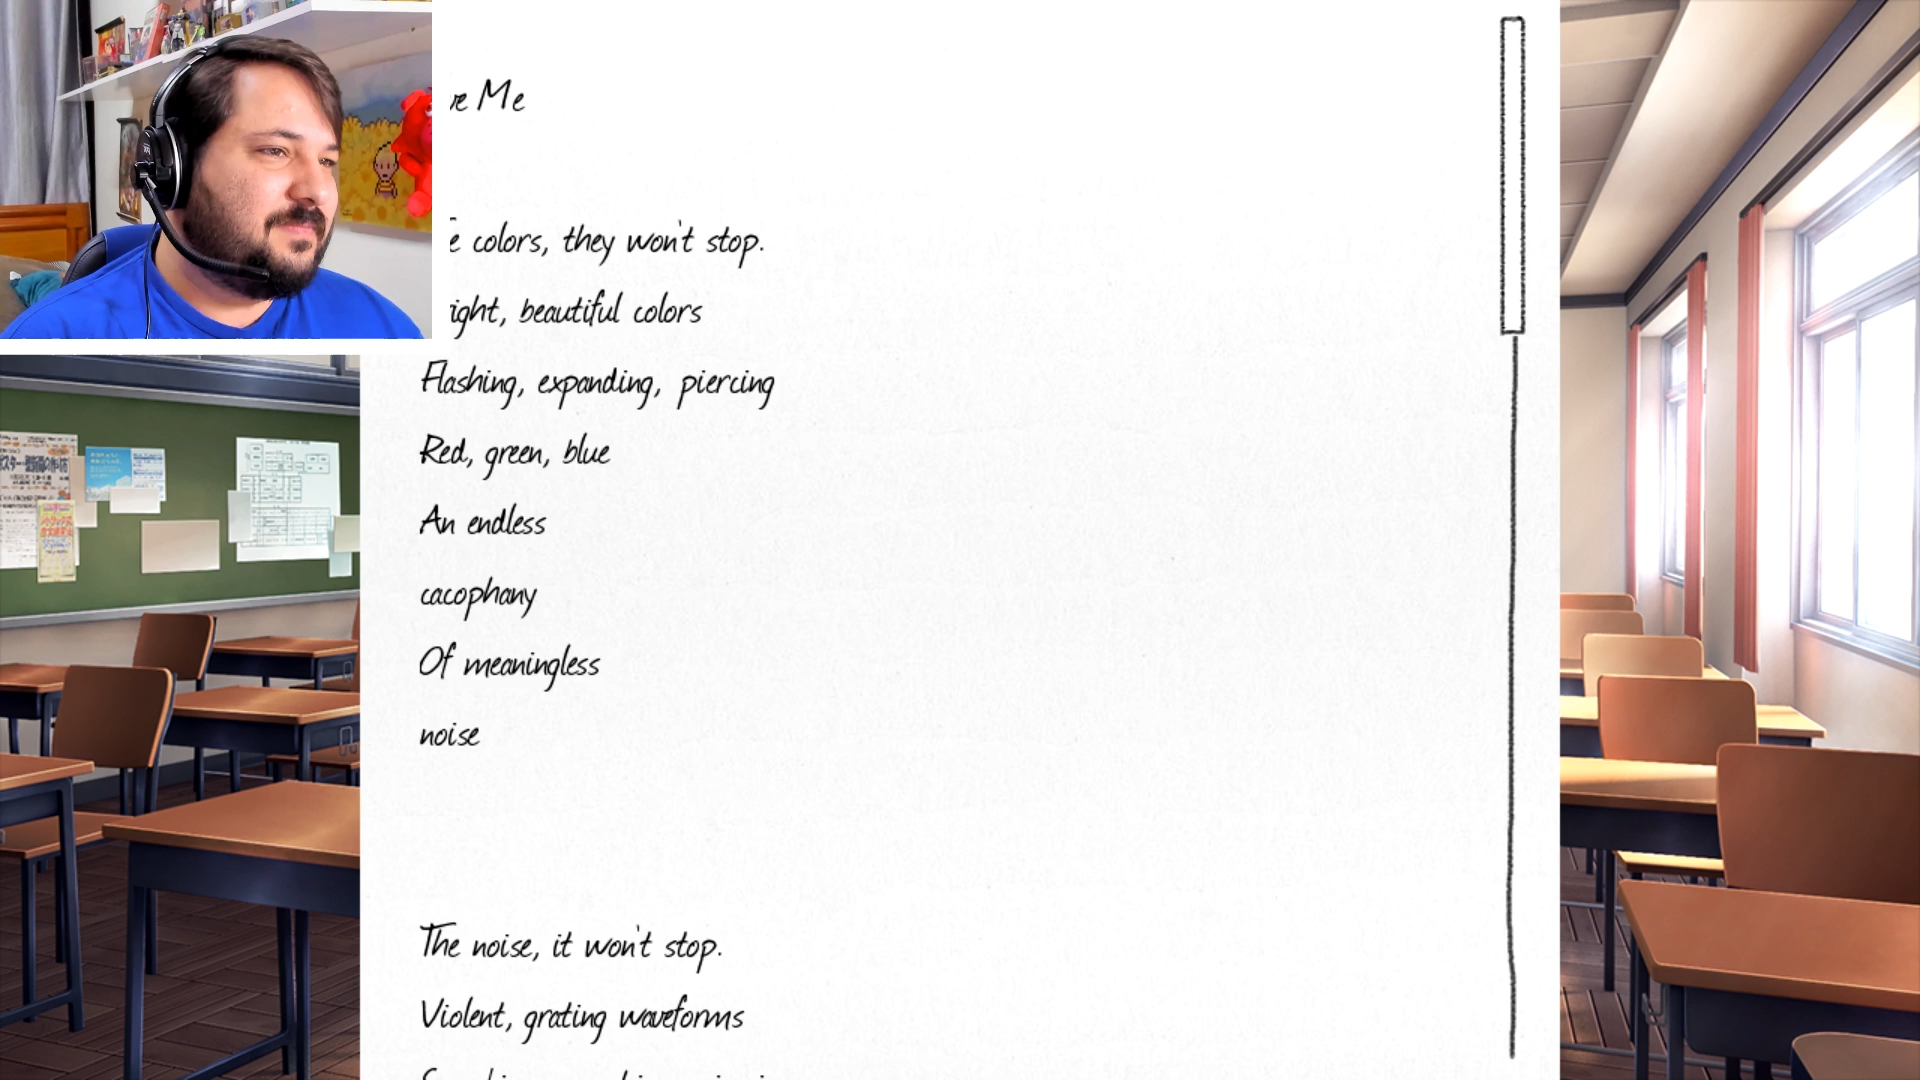 Me
colors, they won't stop.
beautiful colors
Flashing, expanding, piercing
Red, green, blue
An endless
cacophany
Of meaningless
noise
The noise, it won't stop.
Violent, grating waveforms